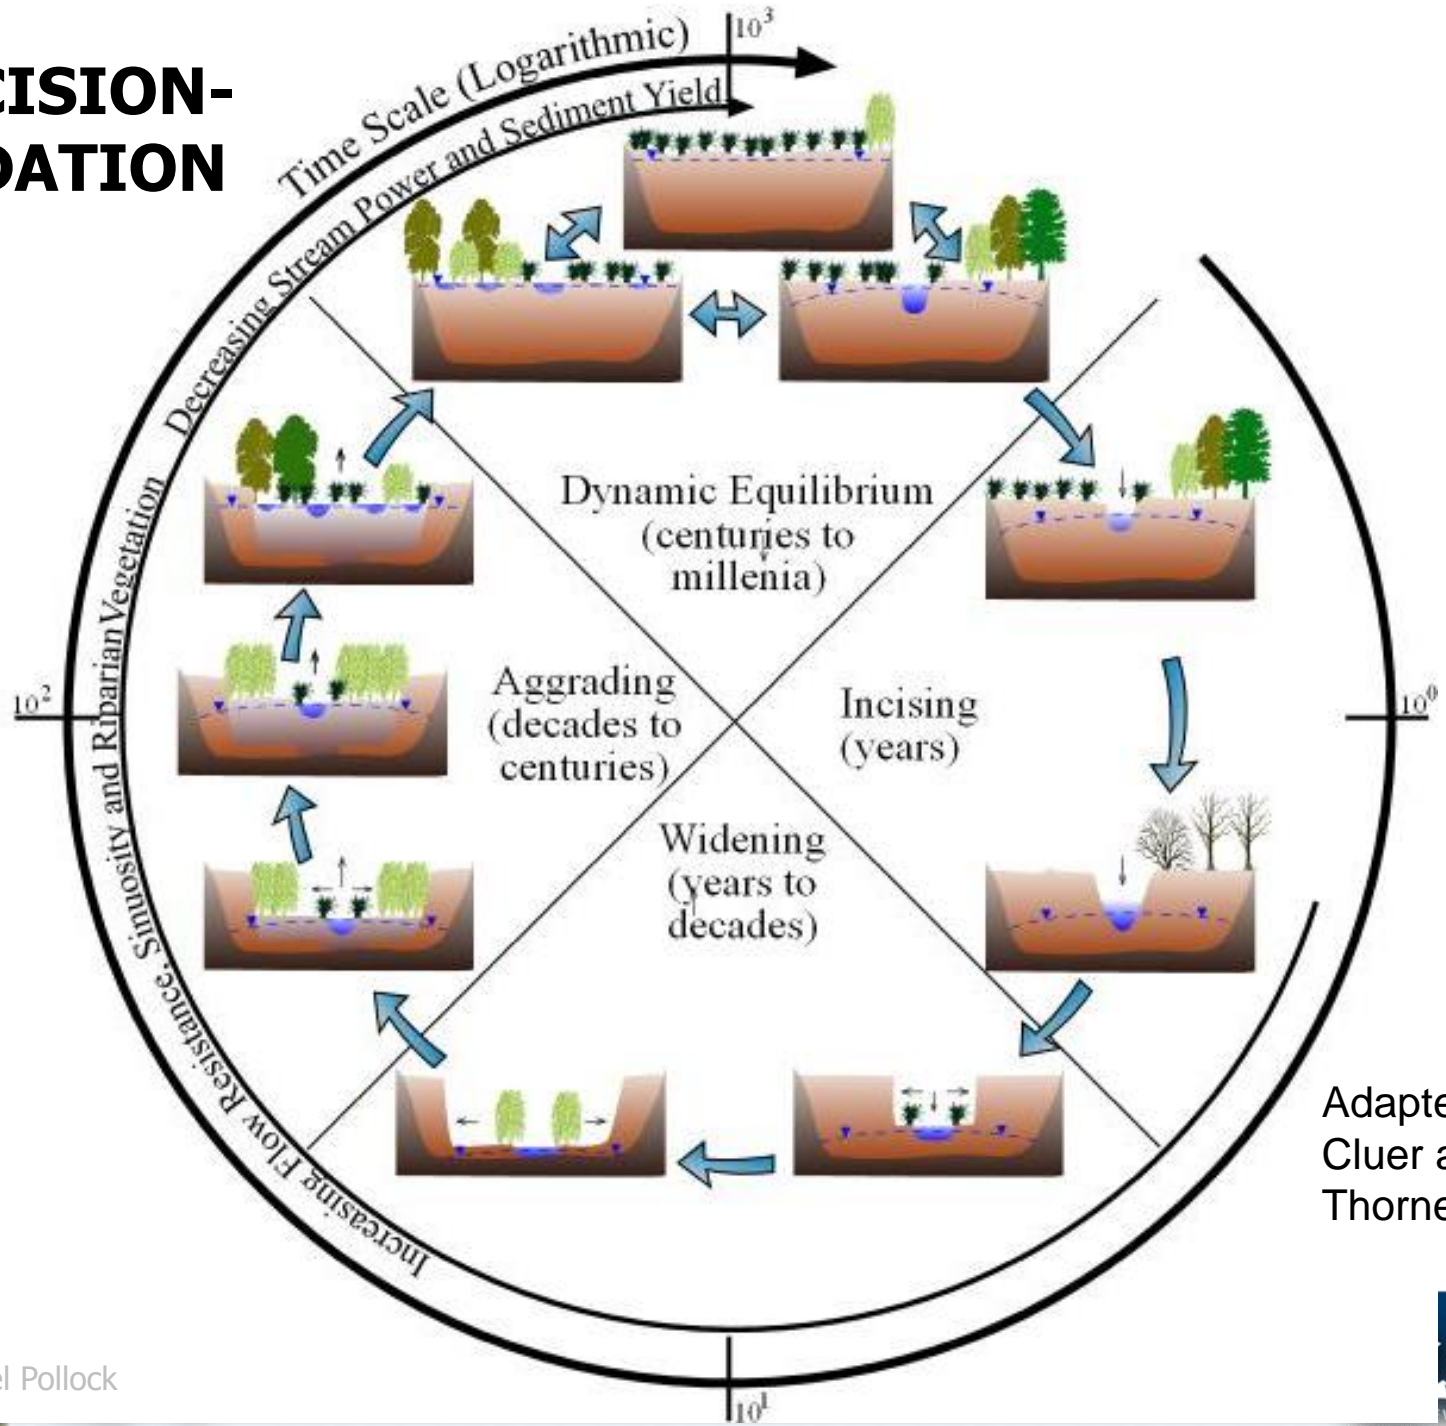 CISION-
DATION
Time Scale (Logarithmic)
10³
Decreasing Stream Power and Sediment Yield
Dynamic Equilibrium
(centuries to
millenia)
10²
Aggrading
(decades to
centuries)
Incising
(years)
10⁰
Widening
(years to
decades)
Increasing Flow Resistance, Sinuosity and Riparian Vegetation
Adapte
Cluer a
Thorne
el Pollock
10¹